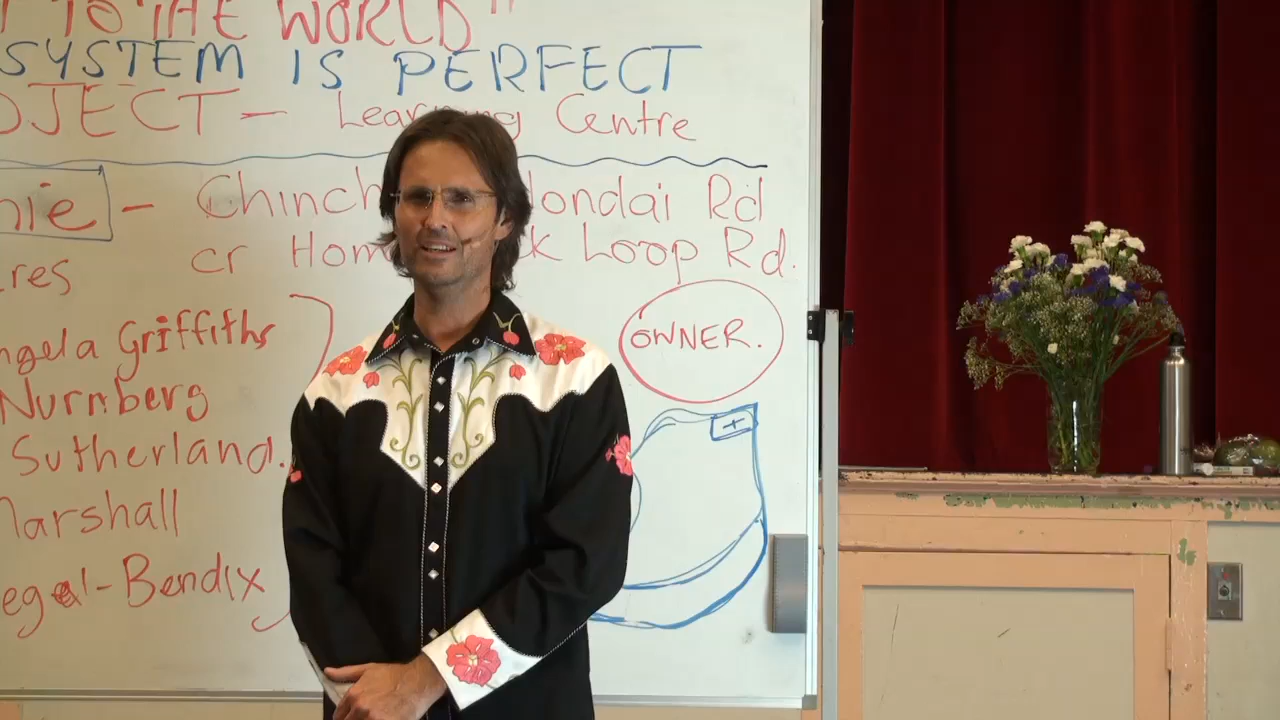 TO THE WORLD"
SYSTEM IS PERFECT
OJECT - Learning Centre
nie - Chinch ondai Rd
cr Hom k Loop Rd.
res
ngela Griffiths
OWNER.
Nurnberg
Sutherland.
Marshall
egal-Bendix
+